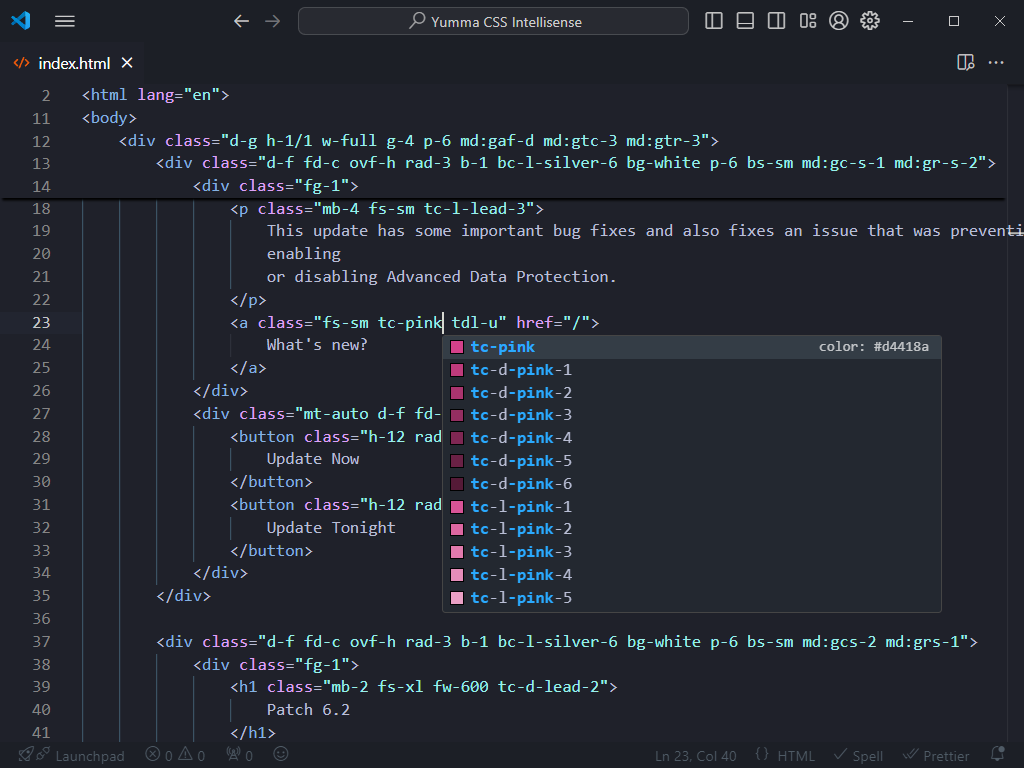 Yumma CSS Intellisense
</> index.html
2 <html lang="en">
11 <body>
12 <div class="d-g h-1/1 w-full g-4 p-6 md:gaf-d md:gtc-3 md:gtr-3">
13 <div class="d-f fd-c ovf-h rad-3 b-1 bc-l-silver-6 bg-white p-6 bs-sm md:gc-s-1 md:gr-s-2">
14 <div class="fg-1">
18 <p class="mb-4 fs-sm tc-l-lead-3">
19 This update has some important bug fixes and also fixes an issue that was preventi
20 enabling
21 or disabling Advanced Data Protection.
22 </p>
23 <a class="fs-sm tc-pink tdl-u" href="/">
24 What's new?
tc-pink color: #d4418a
25 </a>
tc-d-pink-1
26 </div>
tc-d-pink-2
27 <div class="mt-auto d-f fd-
tc-d-pink-3
28 <button class="h-12 rad
tc-d-pink-4
29 Update Now
tc-d-pink-5
30 </button>
tc-d-pink-6
31 <button class="h-12 rad
tc-l-pink-1
32 Update Tonight
tc-l-pink-2
33 </button>
tc-l-pink-3
34 </div>
tc-l-pink-4
35 </div>
tc-l-pink-5
36
37 <div class="d-f fd-c ovf-h rad-3 b-1 bc-l-silver-6 bg-white p-6 bs-sm md:gcs-2 md:grs-1">
38 <div class="fg-1">
39 <h1 class="mb-2 fs-xl fw-600 tc-d-lead-2">
40 Patch 6.2
41 </h1>
Launchpad 0 0 0 Ln 23, Col 40 {} HTML Spell Prettier